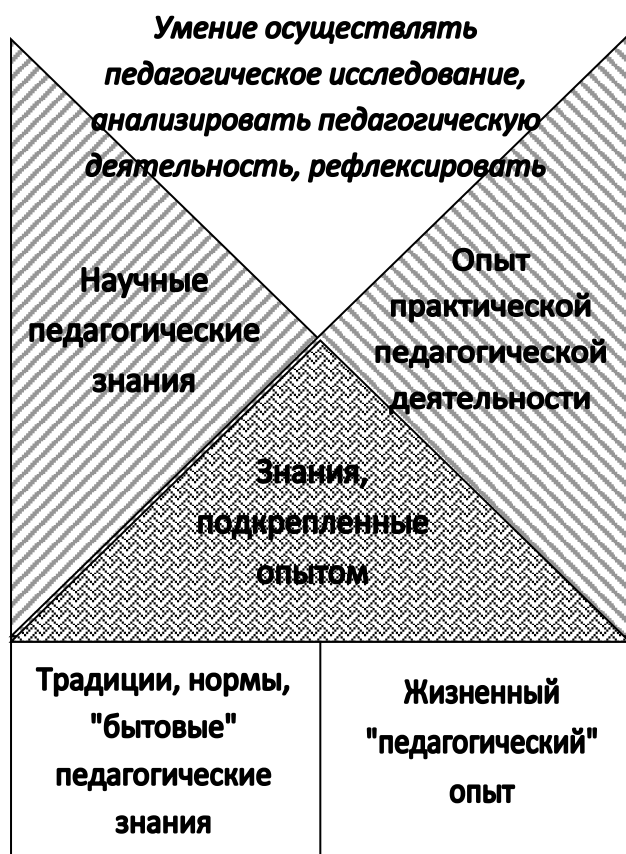 Умение осуществлять
педагогическое исследование,
анализировать педагогическую
деятельность, рефлексировать
Научные
педагогические
знания
Опыт
практической
педагогической
деятельности
Знания,
подкрепленные
опытом
Традиции, нормы,
"бытовые"
педагогические
знания
Жизненный
"педагогический"
опыт